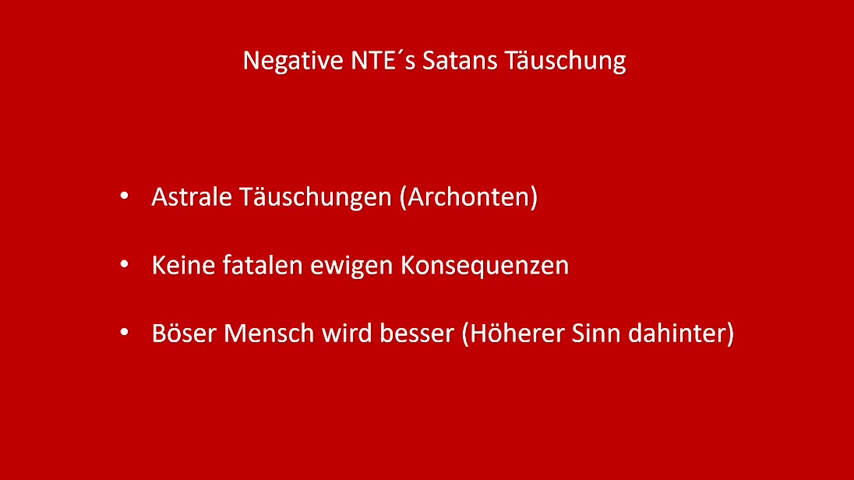 Negative NTE´s Satans Täuschung
• Astrale Täuschungen (Archonten)
• Keine fatalen ewigen Konsequenzen
• Böser Mensch wird besser (Höherer Sinn dahinter)